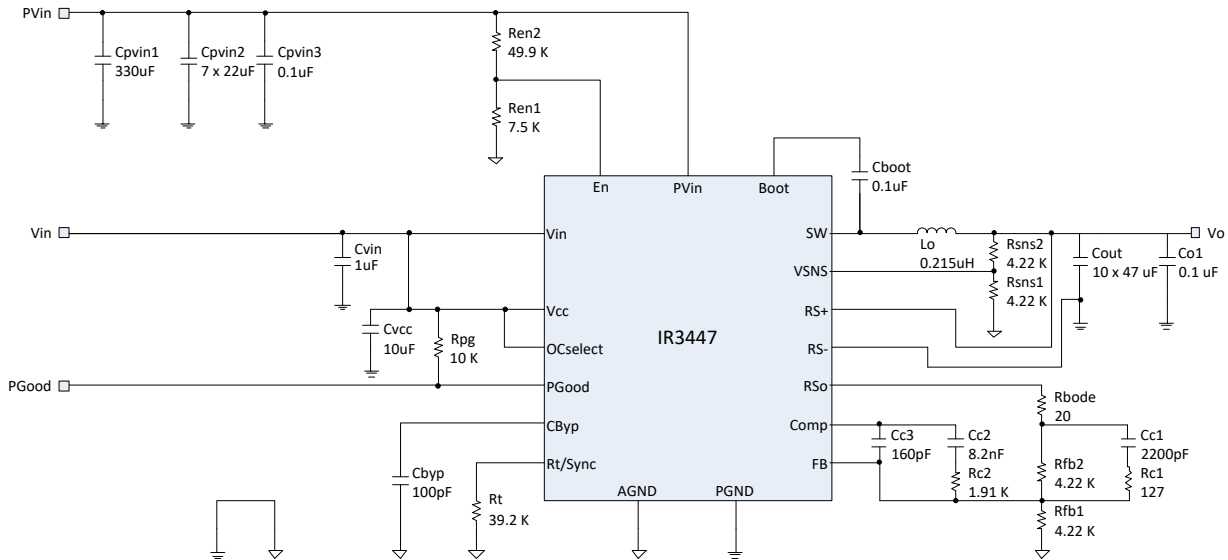 PVin
Cpvin1
330uF
Cpvin2
7 x 22uF
Cpvin3
0.1uF
Ren2
49.9 K
Ren1
7.5 K
Cboot
0.1uF
En
PVin
Boot
Vin
Cvin
1uF
Vin
SW
Lo
0.215uH
Rsns2
4.22 K
Rsns1
4.22 K
Cout
10 x 47 uF
Co1
0.1 uF
Vo
VSNS
Cvcc
10uF
Rpg
10 K
Vcc
OCselect
IR3447
RS+
RS-
PGood
PGood
RSo
Rbode
20
CByp
Comp
Cc3
160pF
Cc2
8.2nF
Rc2
1.91 K
Cc1
2200pF
Rc1
127
Rfb2
4.22 K
Rfb1
4.22 K
Cbyp
100pF
Rt/Sync
FB
Rt
39.2 K
AGND
PGND